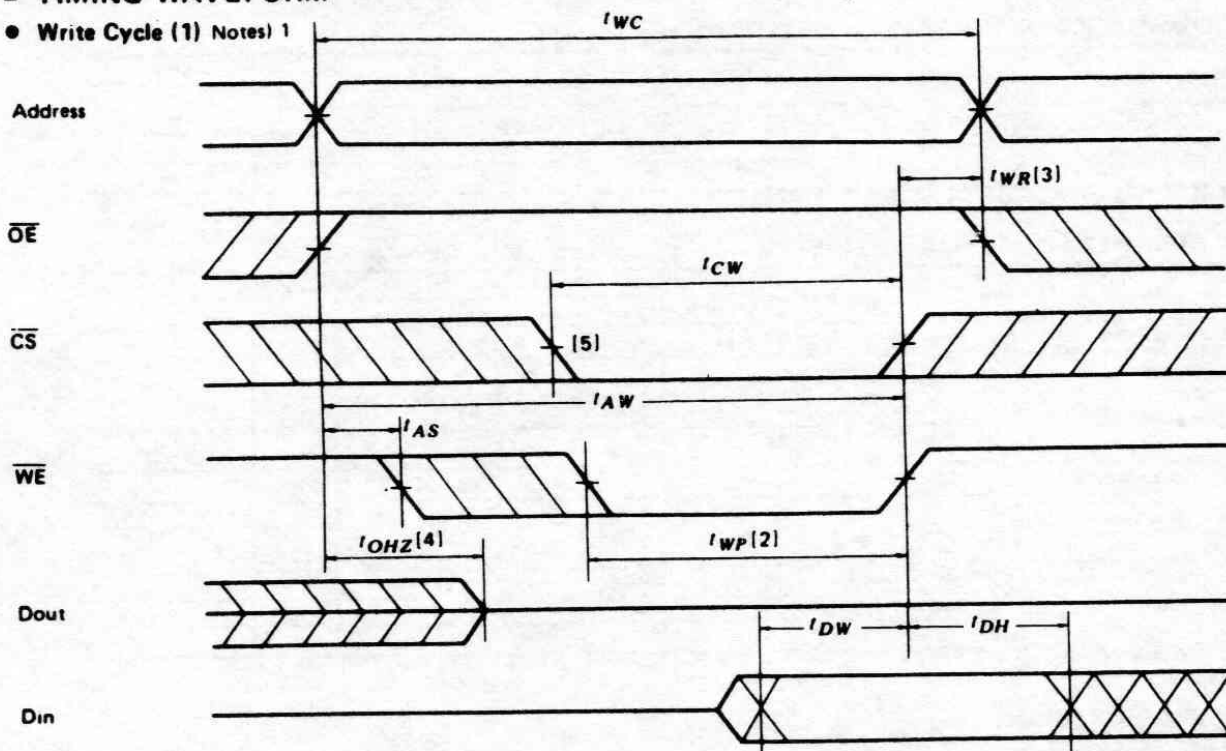 ● Write Cycle (1) Notes) 1
tWC
Address
tWR[3]
OE
tCW
CS
[5]
tAW
tAS
WE
tOHZ[4]
tWP[2]
Dout
tDW
tDH
Din